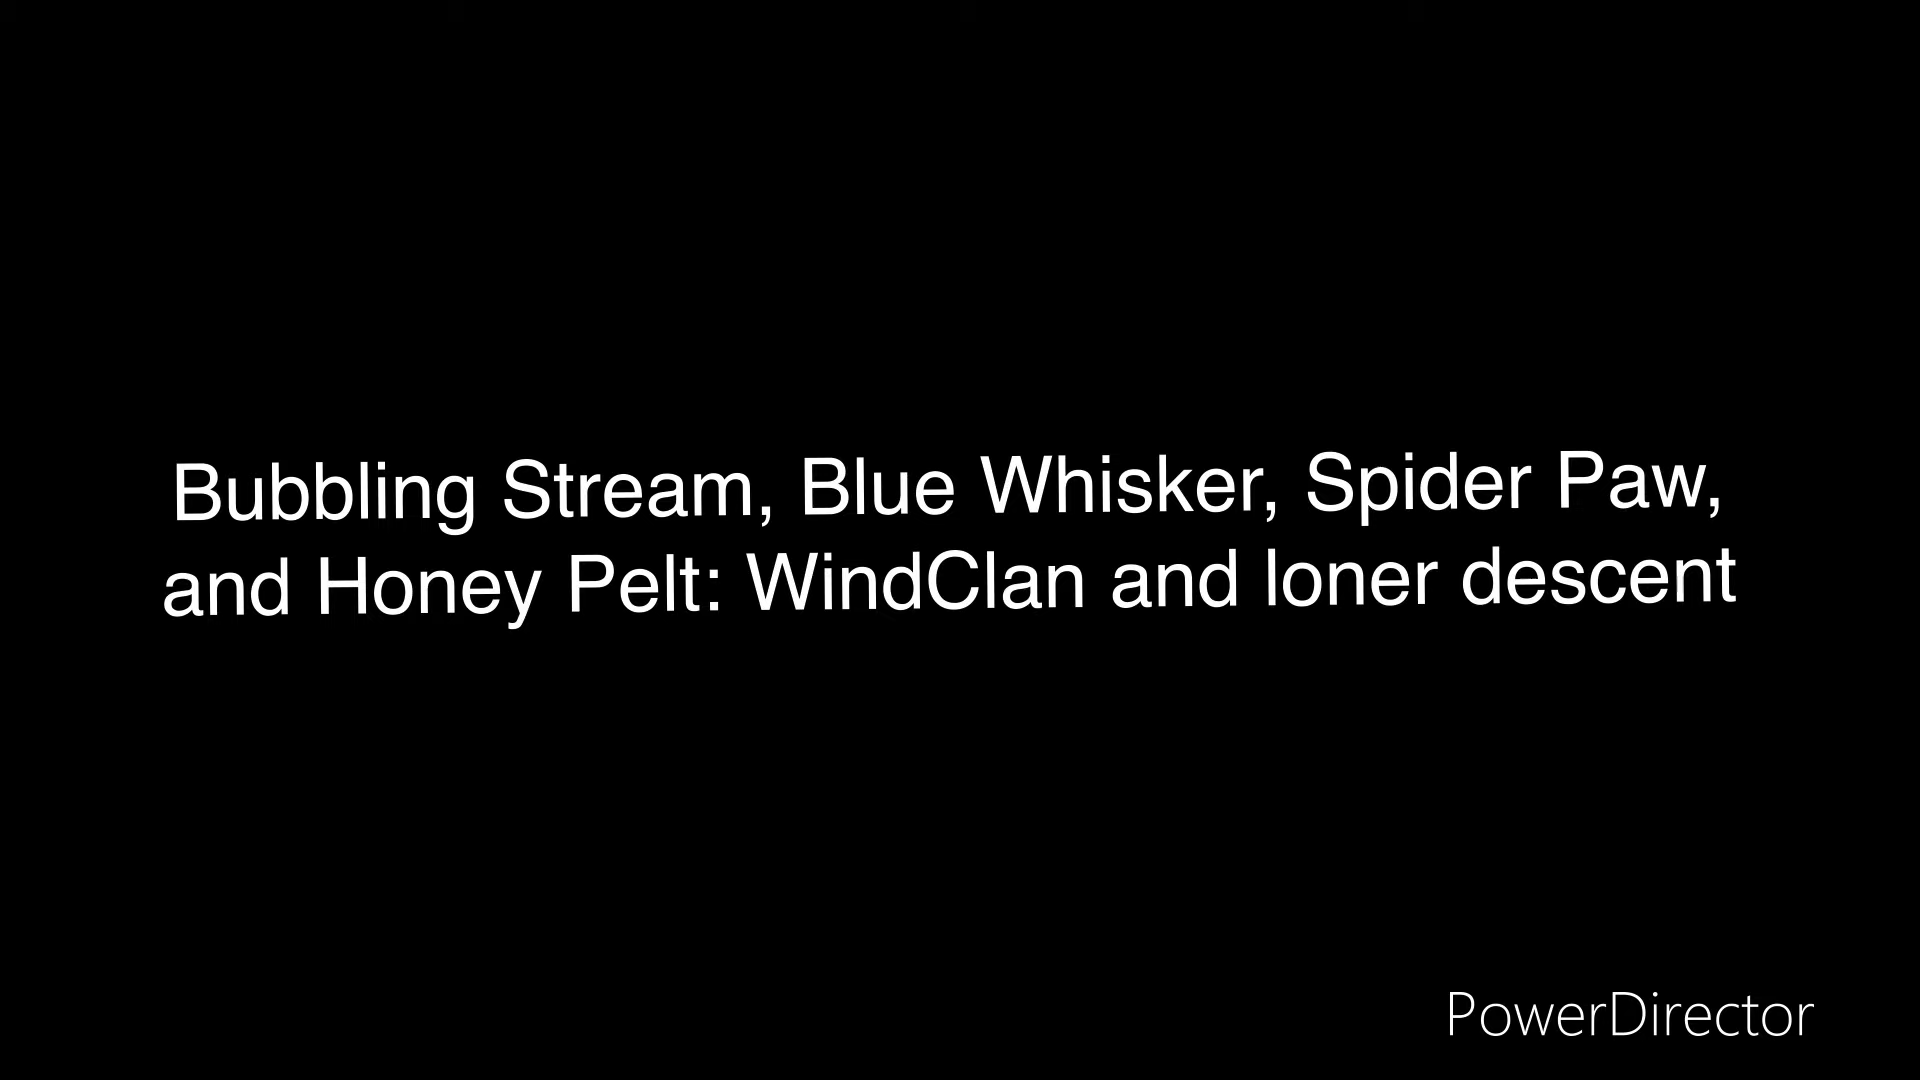 Bubbling Stream, Blue Whisker, Spider Paw,
and Honey Pelt: WindClan and loner descent
PowerDirector